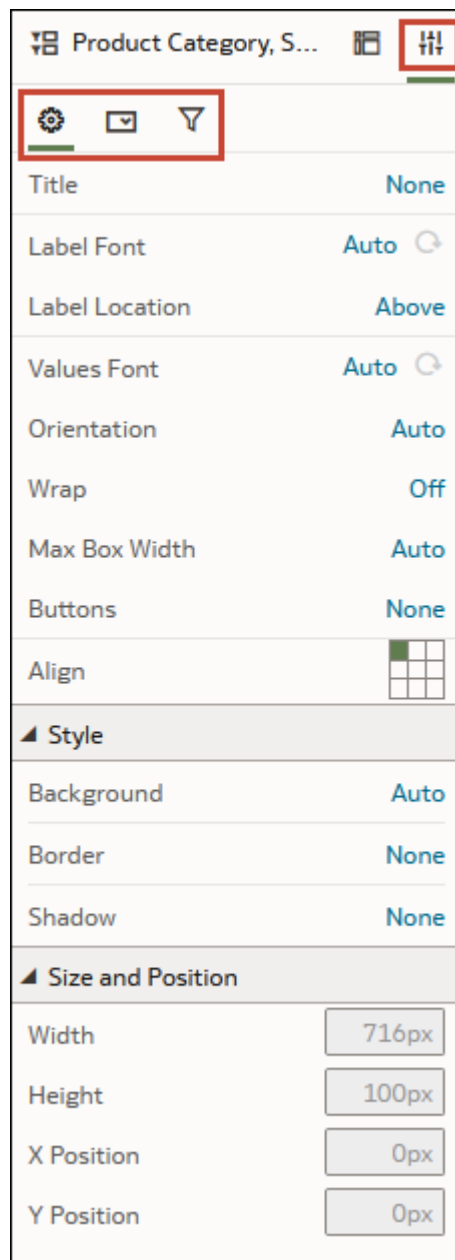 Product Category, S...
Title None
Label Font Auto
Label Location Above
Values Font Auto
Orientation Auto
Wrap Off
Max Box Width Auto
Buttons None
Align
Style
Background Auto
Border None
Shadow None
Size and Position
Width 716px
Height 100px
X Position 0px
Y Position 0px